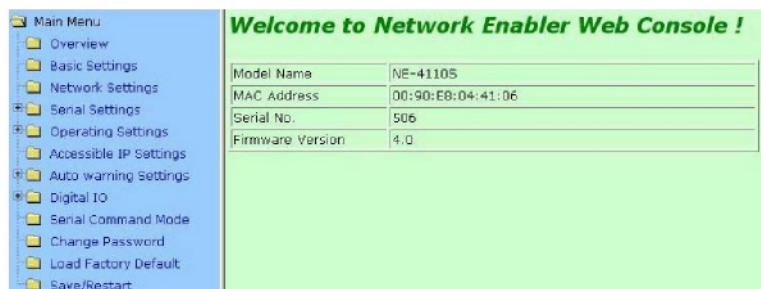 Main Menu
Overview
Basic Settings
Network Settings
Serial Settings
Operating Settings
Accessible IP Settings
Auto warning Settings
Digital IO
Serial Command Mode
Change Password
Load Factory Default
Save/Restart
Welcome to Network Enabler Web Console !
Model Name NE-4110S
MAC Address 00:90:E8:04:41:06
Serial No. 506
Firmware Version 4.0